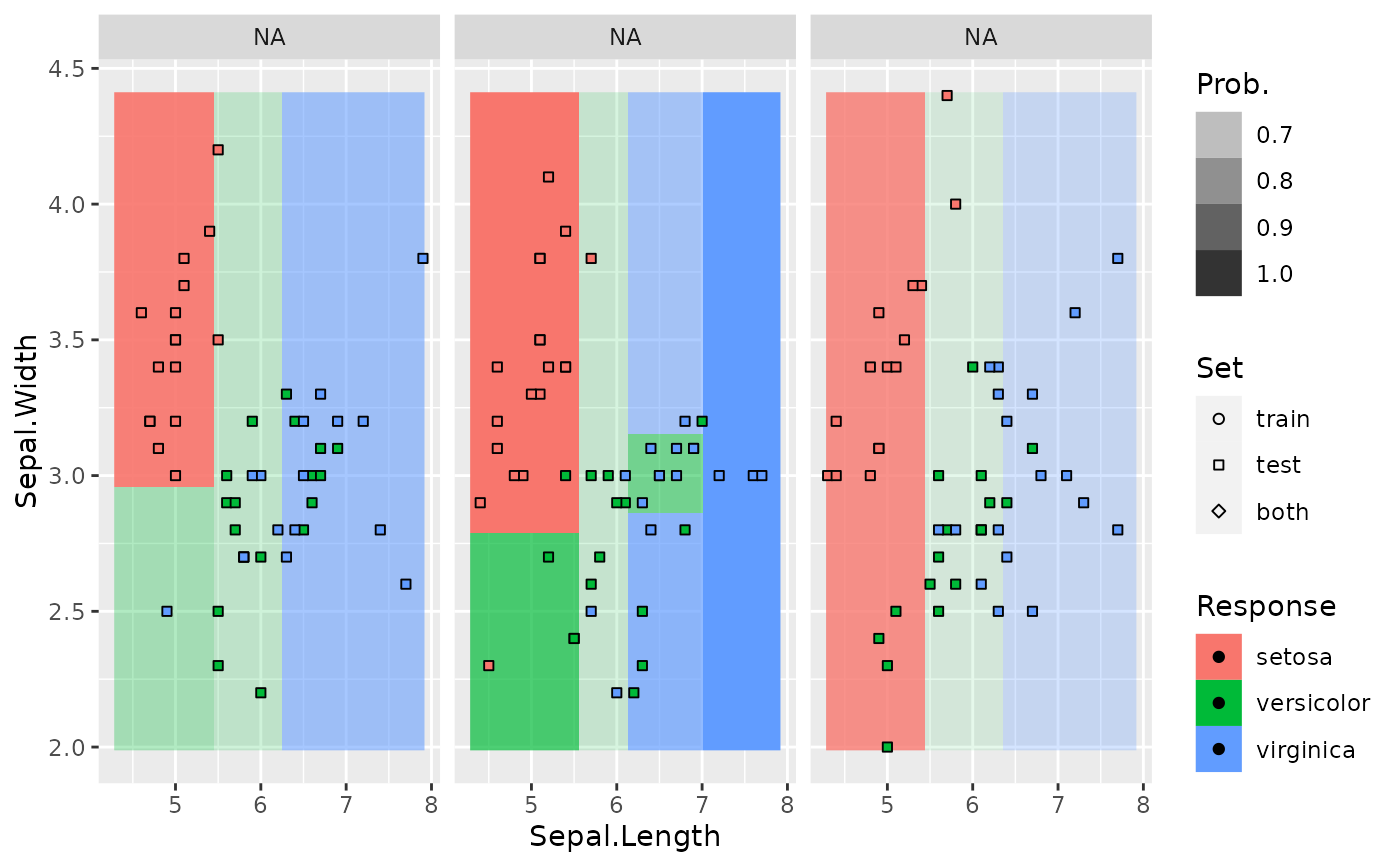 NA NA NA
4.5
4.0
3.5
3.0
2.5
2.0
Sepal.Width
5 6 7 8 5 6 7 8 5 6 7 8
Sepal.Length
Prob.
0.7
0.8
0.9
1.0
Set
train
test
both
Response
setosa
versicolor
virginica